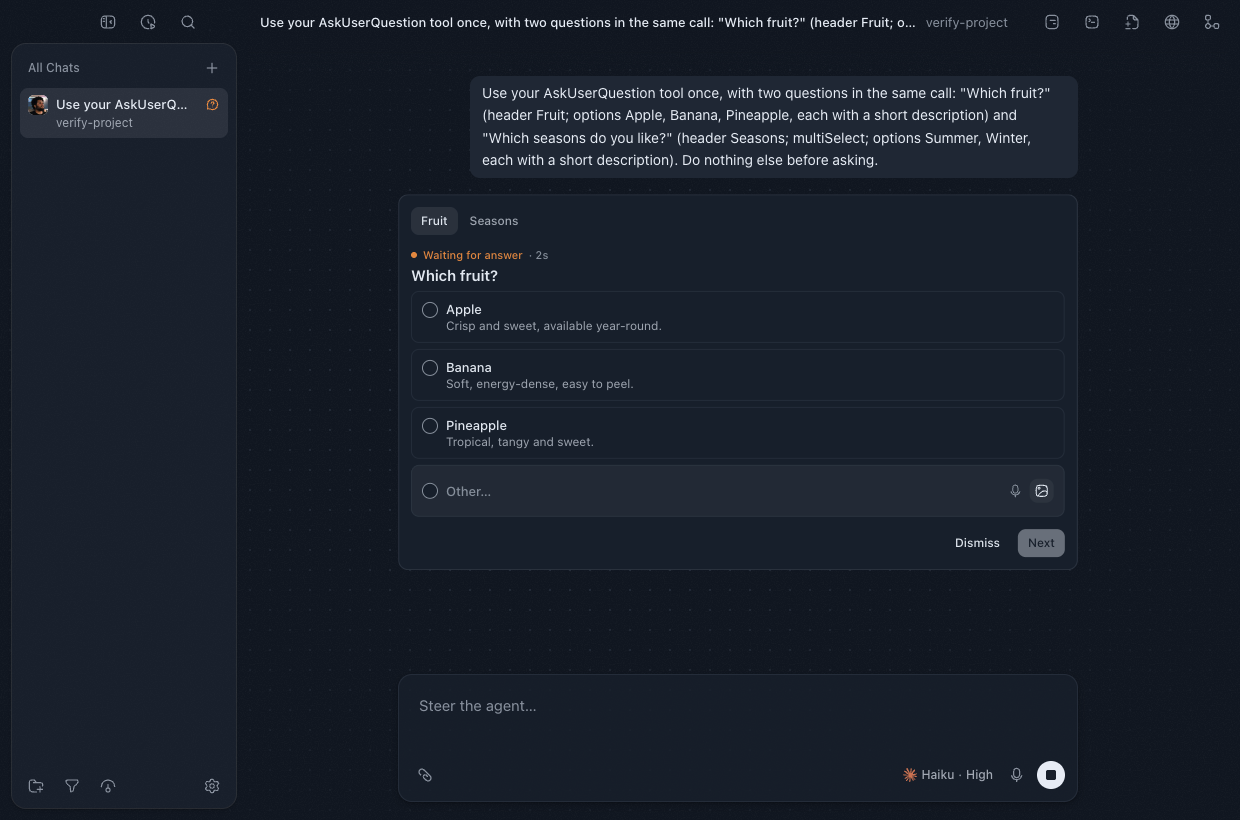 Use your AskUserQuestion tool once, with two questions in the same call: "Which fruit?" (header Fruit; o... verify-project
All Chats
Use your AskUserQ...
verify-project
Use your AskUserQuestion tool once, with two questions in the same call: "Which fruit?"
(header Fruit; options Apple, Banana, Pineapple, each with a short description) and
"Which seasons do you like?" (header Seasons; multiSelect; options Summer, Winter,
each with a short description). Do nothing else before asking.
Fruit Seasons
Waiting for answer · 2s
Which fruit?
Apple
Crisp and sweet, available year-round.
Banana
Soft, energy-dense, easy to peel.
Pineapple
Tropical, tangy and sweet.
Other...
Dismiss Next
Steer the agent...
Haiku · High